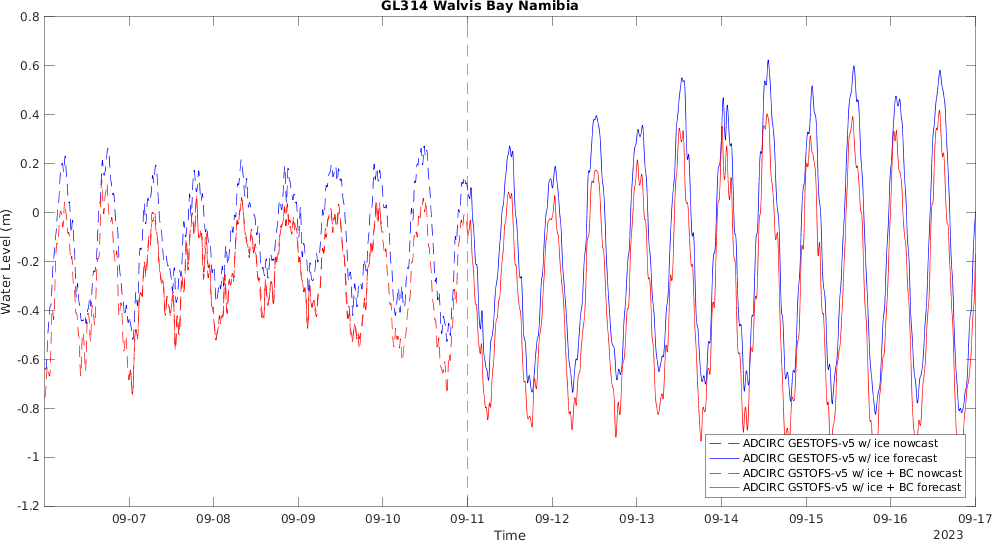 GL314 Walvis Bay Namibia
0.8
0.6
0.4
0.2
0
-0.2
-0.4
-0.6
-0.8
-1
-1.2
Water Level (m)
ADCIRC GESTOFS-v5 w/ ice nowcast
ADCIRC GESTOFS-v5 w/ ice forecast
ADCIRC GSTOFS-v5 w/ ice + BC nowcast
ADCIRC GSTOFS-v5 w/ ice + BC forecast
09-07 09-08 09-09 09-10 09-11 09-12 09-13 09-14 09-15 09-16 09-17
Time
2023